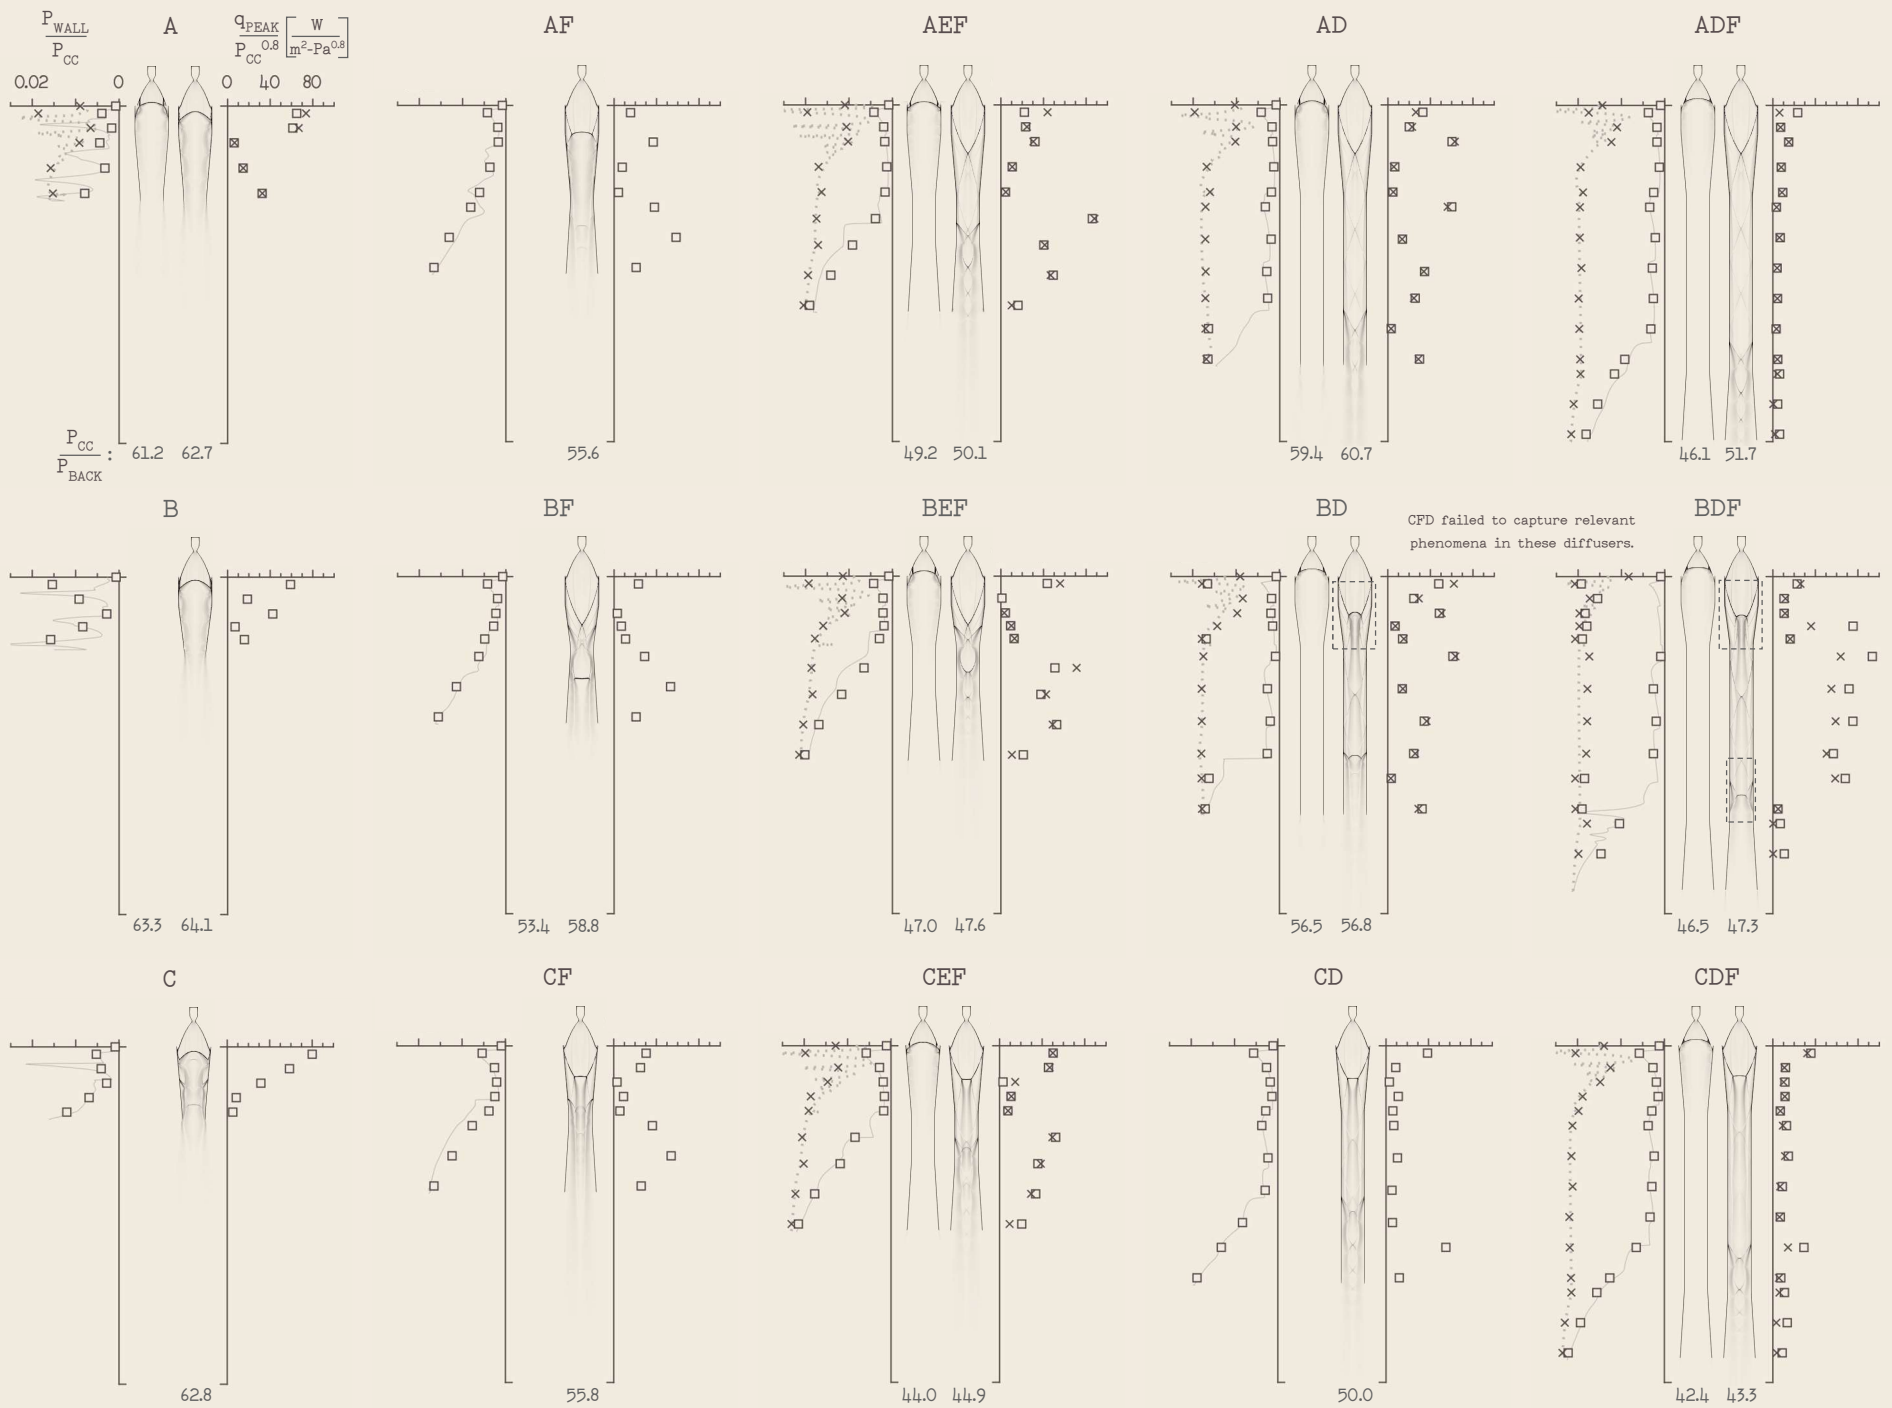 P_WALL / P_CC
A
q_PEAK / P_CC^0.8 [W / m²-Pa^0.8]
AF
AEF
AD
ADF
0.02 0
0 40 80
P_CC / P_BACK :
61.2 62.7
55.6
49.2 50.1
59.4 60.7
46.1 51.7
B
BF
BEF
BD
CFD failed to capture relevant
phenomena in these diffusers.
BDF
63.3 64.1
53.4 58.8
47.0 47.6
56.5 56.8
46.5 47.3
C
CF
CEF
CD
CDF
62.8
55.8
44.0 44.9
50.0
42.4 43.3